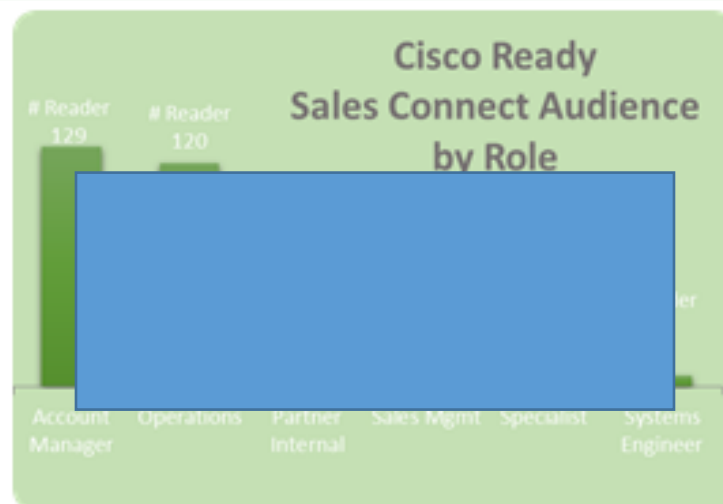 Cisco Ready
Sales Connect Audience
by Role
# Reader
129
# Reader
120
Account
Manager
Operations
Partner
Internal
Sales Mgmt
Specialist
Systems
Engineer